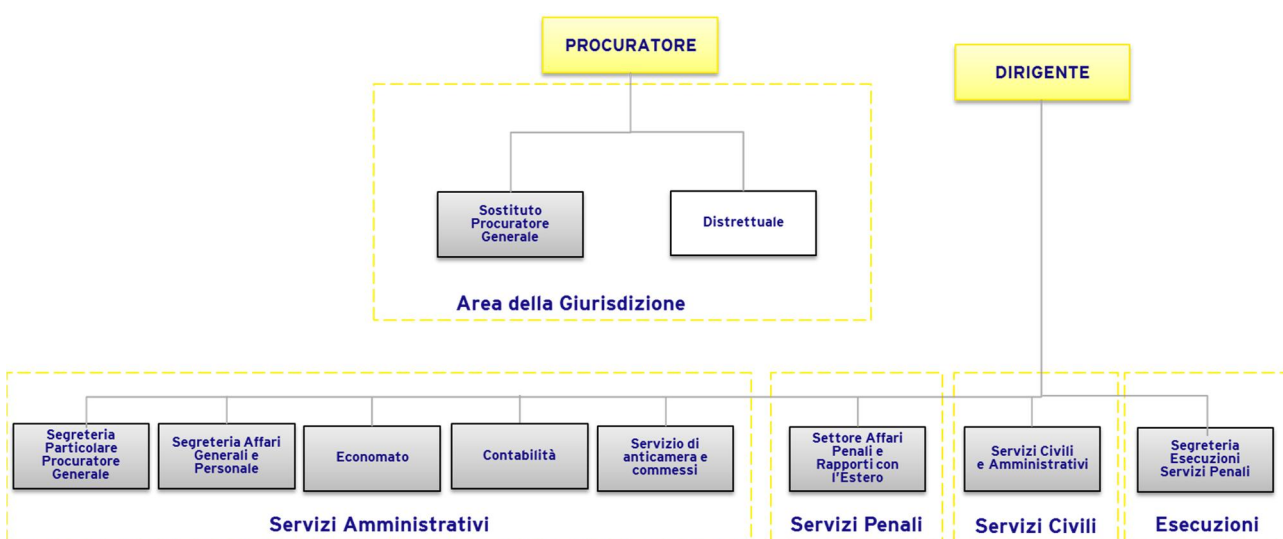 PROCURATORE
DIRIGENTE
Sostituto
Procuratore
Generale
Distrettuale
Area della Giurisdizione
Segreteria
Particolare
Procuratore
Generale
Segreteria Affari
Generali e
Personale
Economato
Contabilità
Servizio di
anticamera e
commessi
Settore Affari
Penali e
Rapporti con
l'Estero
Servizi Civili
e Amministrativi
Segreteria
Esecuzioni
Servizi Penali
Servizi Amministrativi
Servizi Penali
Servizi Civili
Esecuzioni